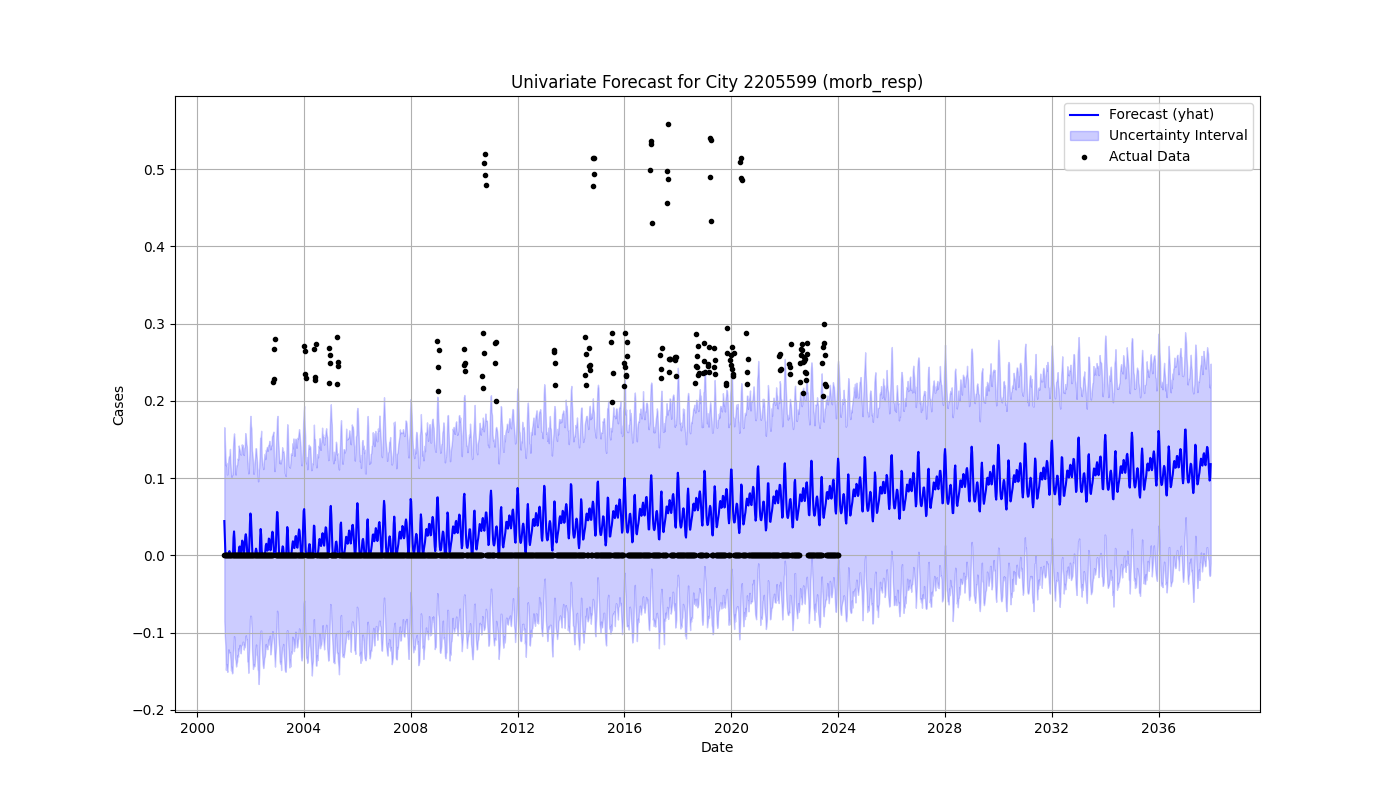 Univariate Forecast for City 2205599 (morb_resp)
Forecast (yhat)
Uncertainty Interval
Actual Data
Cases
0.5
0.4
0.3
0.2
0.1
0.0
−0.1
−0.2
2000 2004 2008 2012 2016 2020 2024 2028 2032 2036
Date